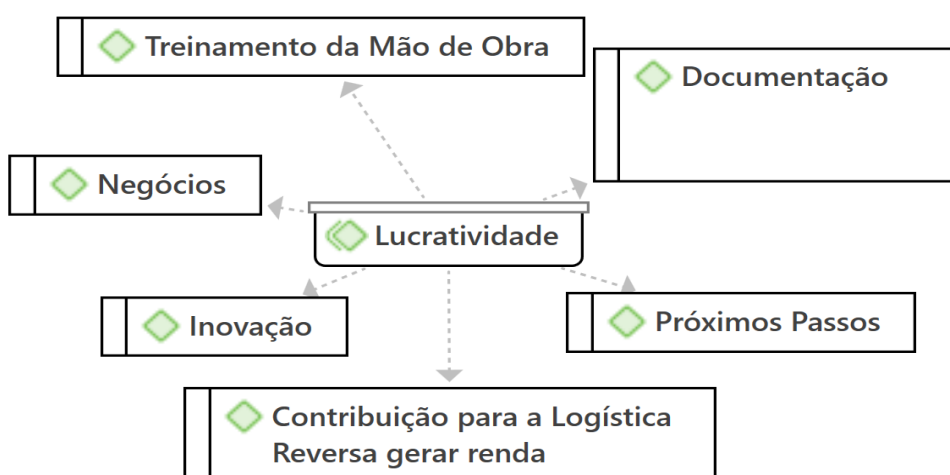 Treinamento da Mão de Obra
Documentação
Negócios
Lucratividade
Inovação
Próximos Passos
Contribuição para a Logística
Reversa gerar renda